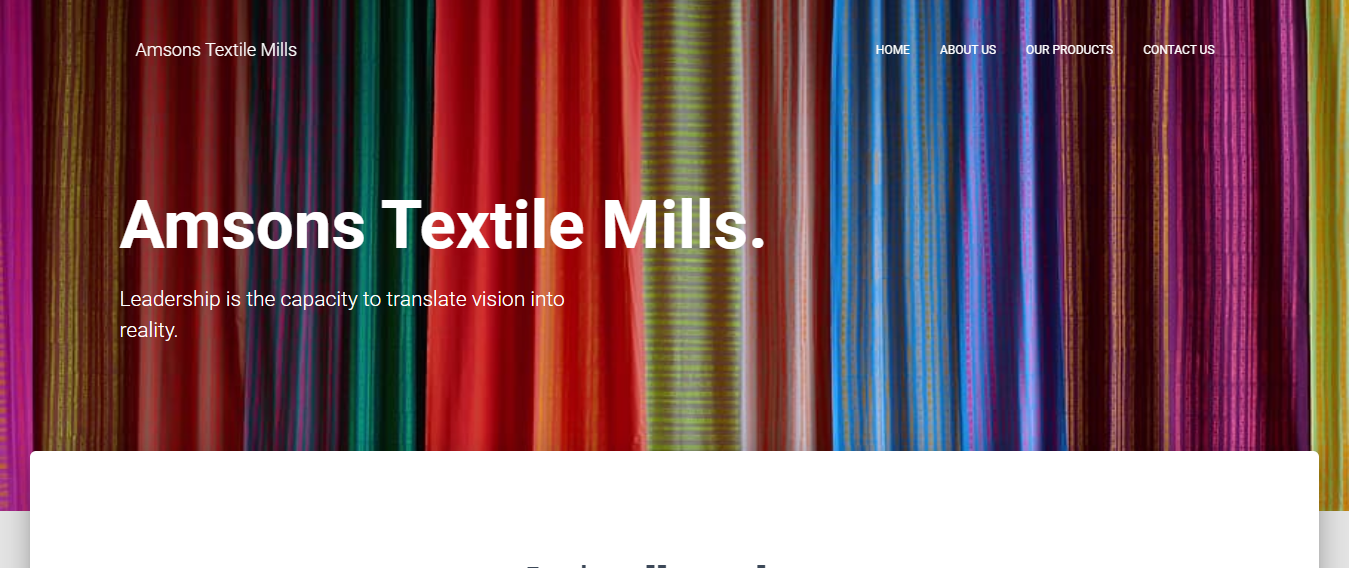 Amsons Textile Mills
HOME ABOUT US OUR PRODUCTS CONTACT US
Amsons Textile Mills.
Leadership is the capacity to translate vision into
reality.